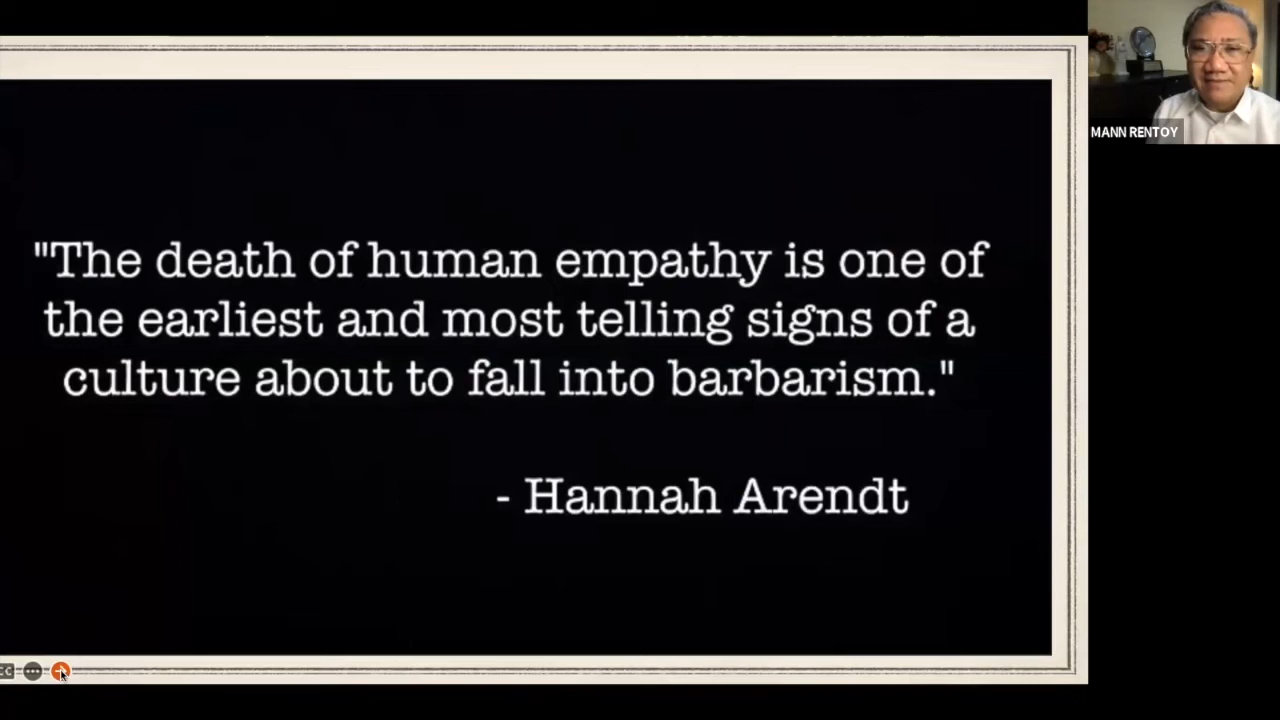 "The death of human empathy is one of
the earliest and most telling signs of a
culture about to fall into barbarism."
- Hannah Arendt
MANN RENTOY
CC